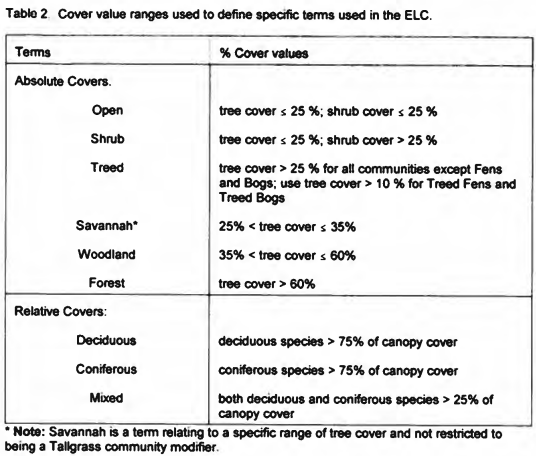 Table 2  Cover value ranges used to define specific terms used in the ELC.
Terms
% Cover values
Absolute Covers.
Open
tree cover ≤ 25 %; shrub cover ≤ 25 %
Shrub
tree cover ≤ 25 %; shrub cover > 25 %
Treed
tree cover > 25 % for all communities except Fens
and Bogs; use tree cover > 10 % for Treed Fens and
Treed Bogs
Savannah*
25% < tree cover ≤ 35%
Woodland
35% < tree cover ≤ 60%
Forest
tree cover > 60%
Relative Covers:
Deciduous
deciduous species > 75% of canopy cover
Coniferous
coniferous species > 75% of canopy cover
Mixed
both deciduous and coniferous species > 25% of
canopy cover
* Note: Savannah is a term relating to a specific range of tree cover and not restricted to
being a Tallgrass community modifier.